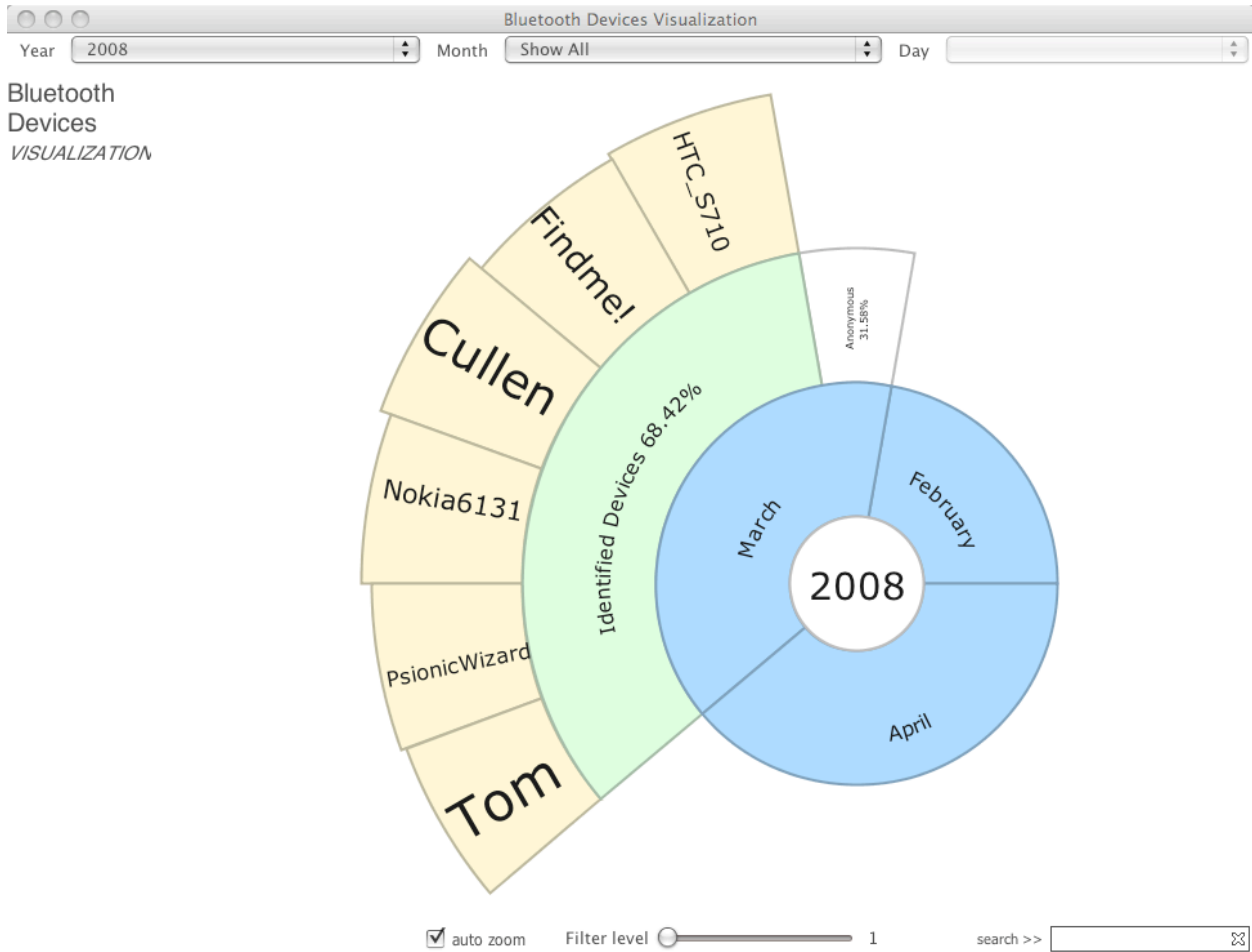 Bluetooth Devices Visualization
Year 2008 Month Show All Day
Bluetooth
Devices
VISUALIZATION
HTC_S710
Findme!
Cullen
Nokia6131
PsionicWizard
Tom
Identified Devices 68.42%
Anonymous
31.58%
March
February
2008
April
auto zoom Filter level 1 search >>